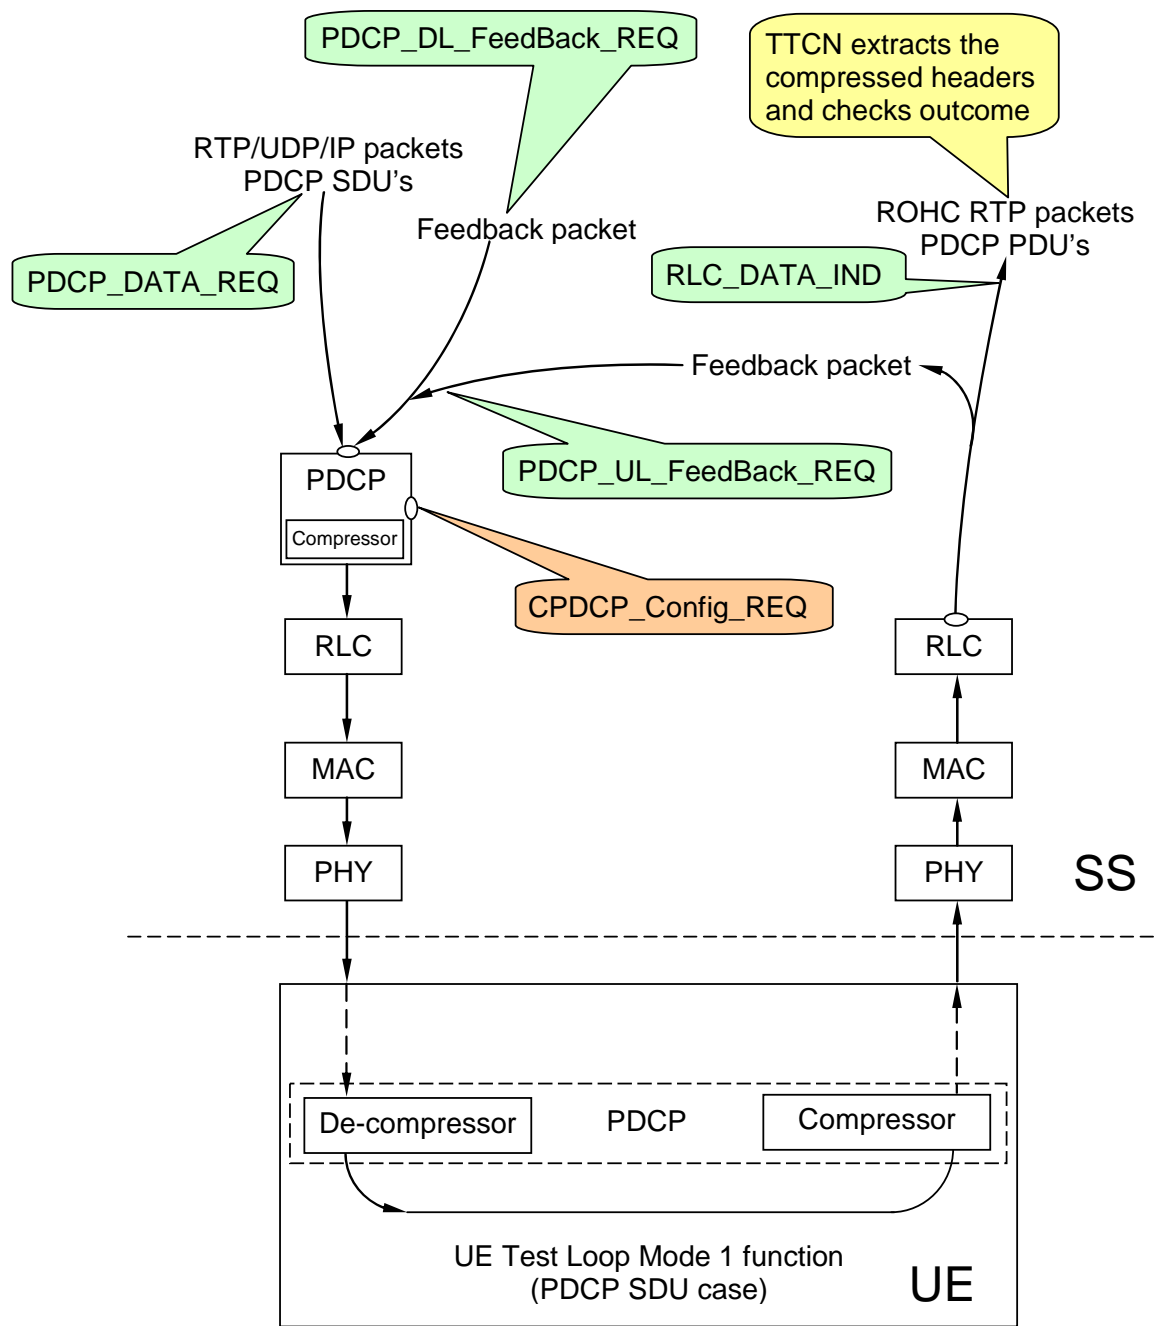 PDCP_DL_FeedBack_REQ
TTCN extracts the
compressed headers
and checks outcome
RTP/UDP/IP packets
PDCP SDU's
Feedback packet
ROHC RTP packets
PDCP PDU's
PDCP_DATA_REQ
RLC_DATA_IND
Feedback packet
PDCP
PDCP_UL_FeedBack_REQ
Compressor
CPDCP_Config_REQ
RLC
RLC
MAC
MAC
PHY
PHY
SS
De-compressor
PDCP
Compressor
UE Test Loop Mode 1 function
(PDCP SDU case)
UE